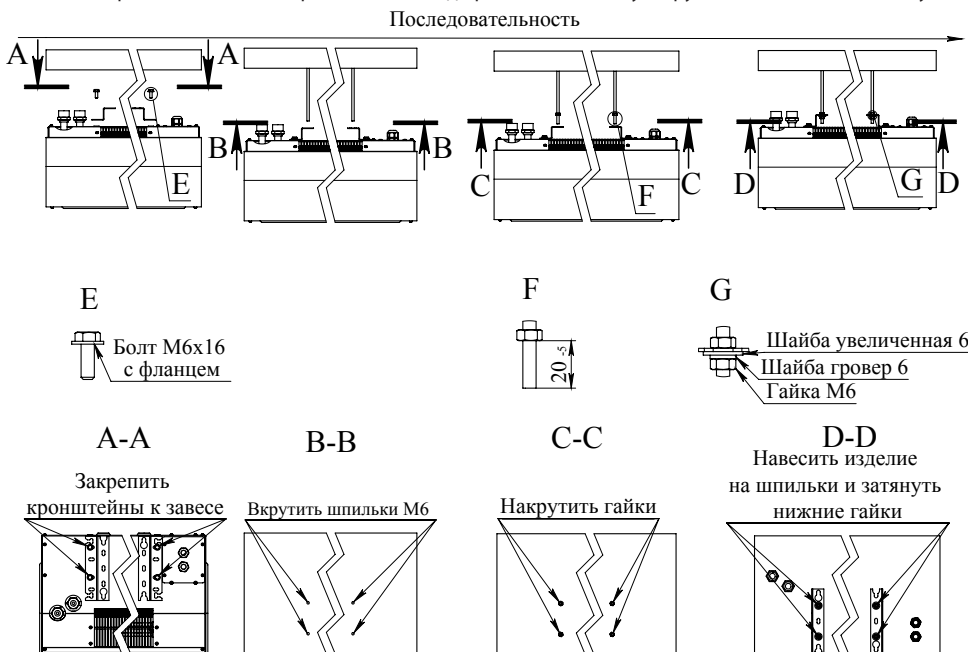 Последовательность
A A
B B
C C
D D
E
F
G
E
F
G
Болт М6х16
с фланцем
20 -5
Шайба увеличенная 6
Шайба гровер 6
Гайка М6
A-A
B-B
C-C
D-D
Закрепить
кронштейны к завесе
Вкрутить шпильки М6
Накрутить гайки
Навесить изделие
на шпильки и затянуть
нижние гайки